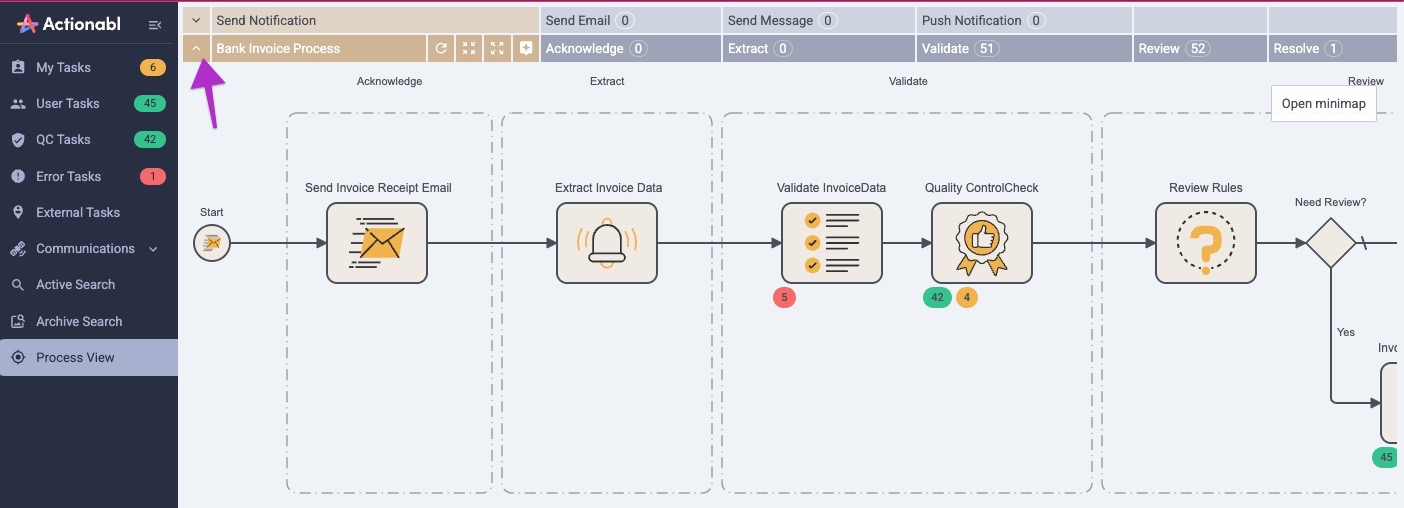 Actionabl
My Tasks 6
User Tasks 45
QC Tasks 42
Error Tasks 1
External Tasks
Communications
Active Search
Archive Search
Process View
Send Notification Send Email 0 Send Message 0 Push Notification 0
Bank Invoice Process Acknowledge 0 Extract 0 Validate 51 Review 52 Resolve 1
Acknowledge Extract Validate Review
Open minimap
Send Invoice Receipt Email Extract Invoice Data Validate InvoiceData Quality ControlCheck Review Rules
Start Need Review?
5 42 4
Yes
45